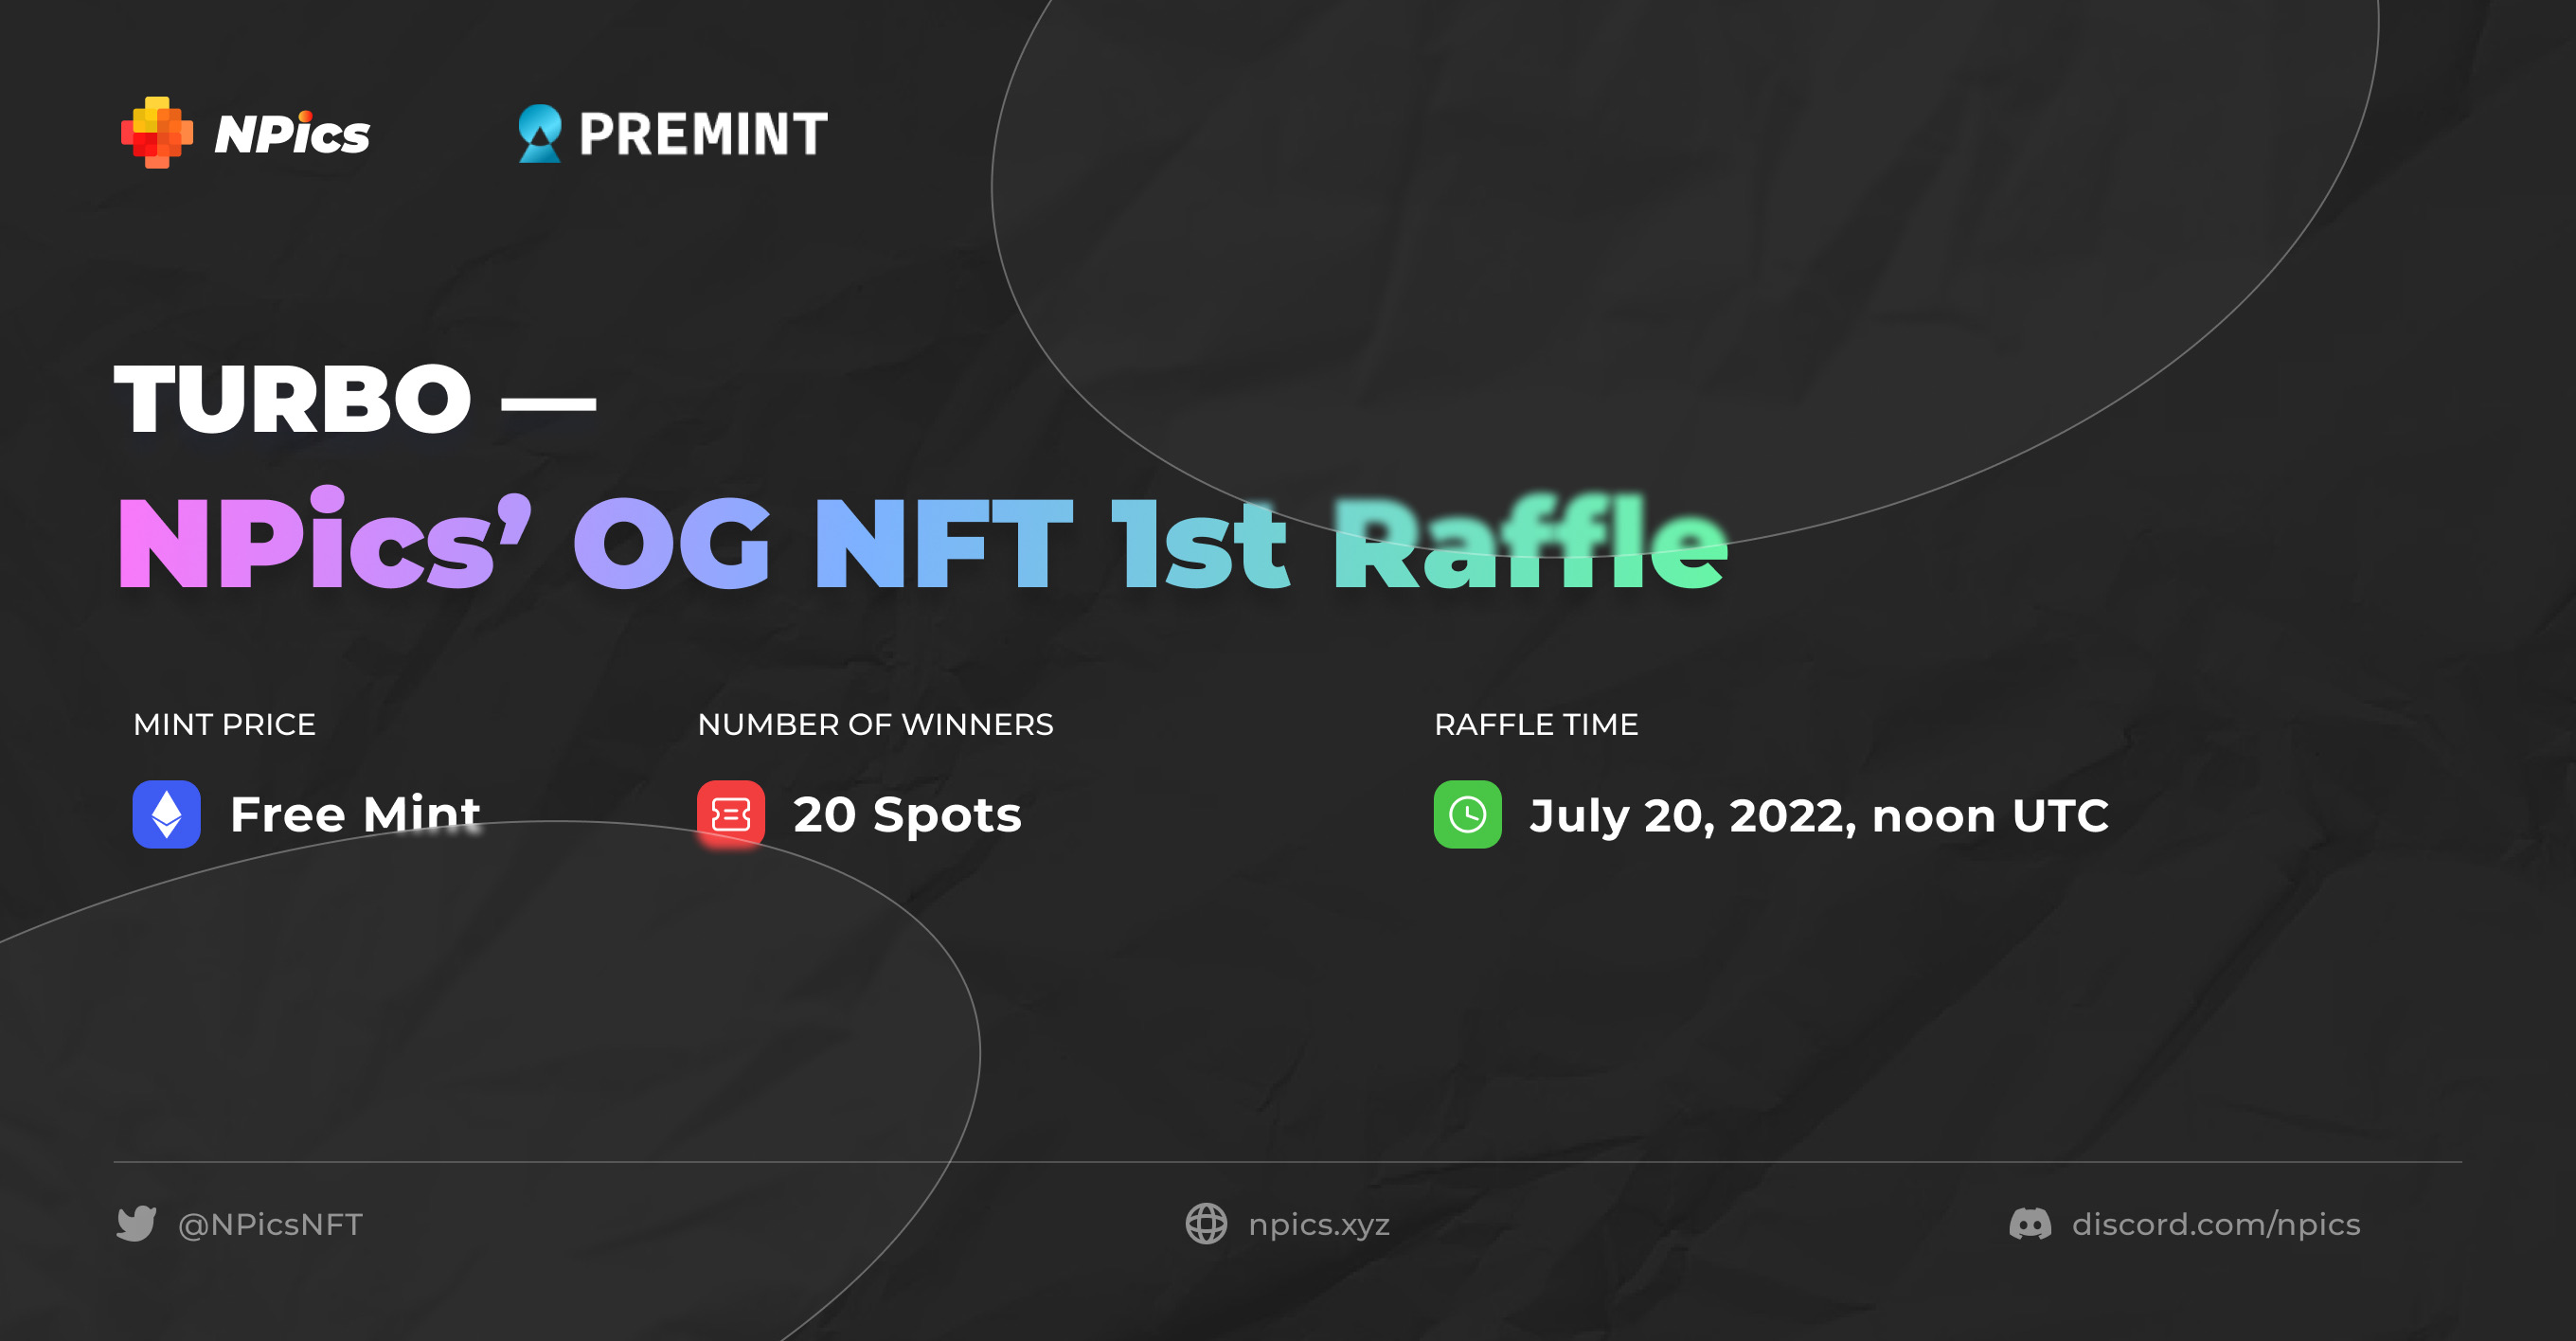 NPics PREMINT
TURBO —
NPics’ OG NFT 1st Raffle
MINT PRICE NUMBER OF WINNERS RAFFLE TIME
Free Mint 20 Spots July 20, 2022, noon UTC
@NPicsNFT npics.xyz discord.com/npics